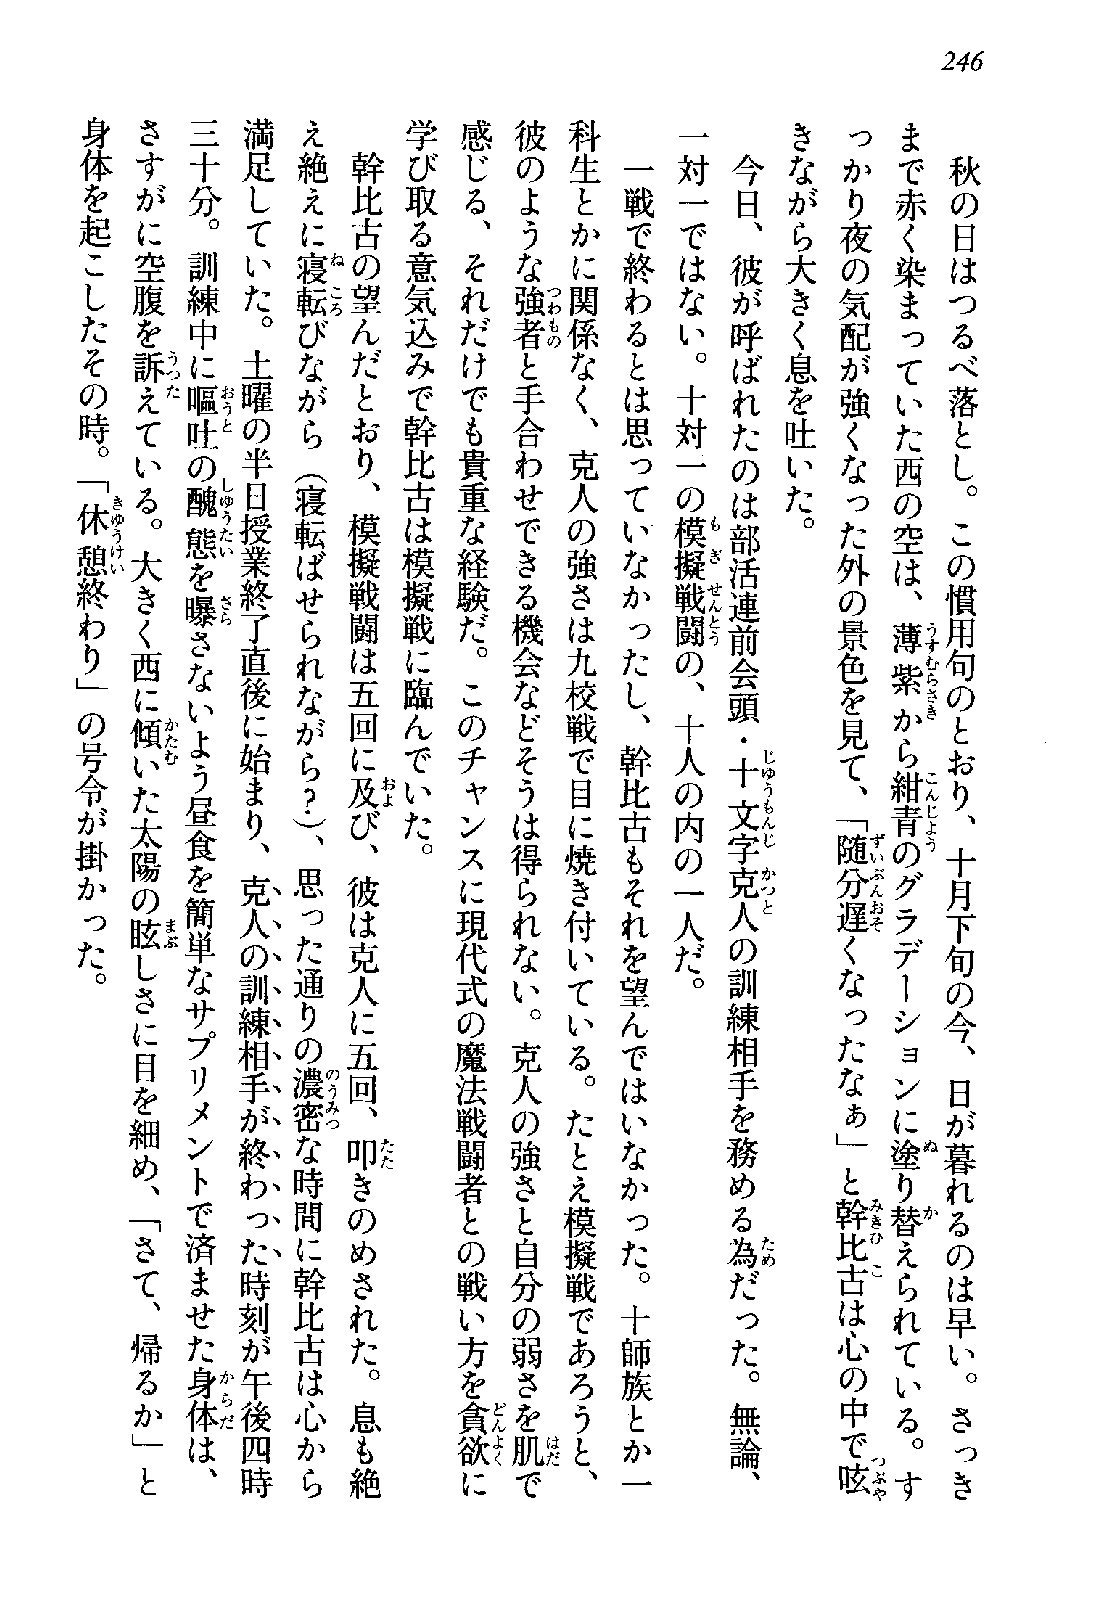 246
秋の日はつるべ落とし。この慣用句のとおり、十月下旬の今、日が暮れるのは早い。さっき
まで赤く染まっていた西の空は、薄紫から紺青のグラデーションに塗り替えられている。す
っかり夜の気配が強くなった外の景色を見て、「随分遅くなったなぁ」と幹比古は心の中で呟
きながら大きく息を吐いた。
今日、彼が呼ばれたのは部活連前会頭・十文字克人の訓練相手を務める為だった。無論、
一対一ではない。十対一の模擬戦闘の、十人の内の一人だ。
一戦で終わるとは思っていなかったし、幹比古もそれを望んではいなかった。十師族とか一
科生とかに関係なく、克人の強さは九校戦で目に焼き付いている。たとえ模擬戦であろうと、
彼のような強者と手合わせできる機会などそうは得られない。克人の強さと自分の弱さを肌で
感じる、それだけでも貴重な経験だ。このチャンスに現代式の魔法戦闘者との戦い方を貪欲に
学び取る意気込みで幹比古は模擬戦に臨んでいた。
幹比古の望んだとおり、模擬戦闘は五回に及び、彼は克人に五回、叩きのめされた。息も絶
え絶えに寝転びながら（寝転ばせられながら？）、思った通りの濃密な時間に幹比古は心から
満足していた。土曜の半日授業終了直後に始まり、克人の訓練相手が終わった時刻が午後四時
三十分。訓練中に嘔吐の醜態を曝さないよう昼食を簡単なサプリメントで済ませた身体は、
さすがに空腹を訴えている。大きく西に傾いた太陽の眩しさに目を細め、「さて、帰るか」と
身体を起こしたその時。「休憩終わり」の号令が掛かった。